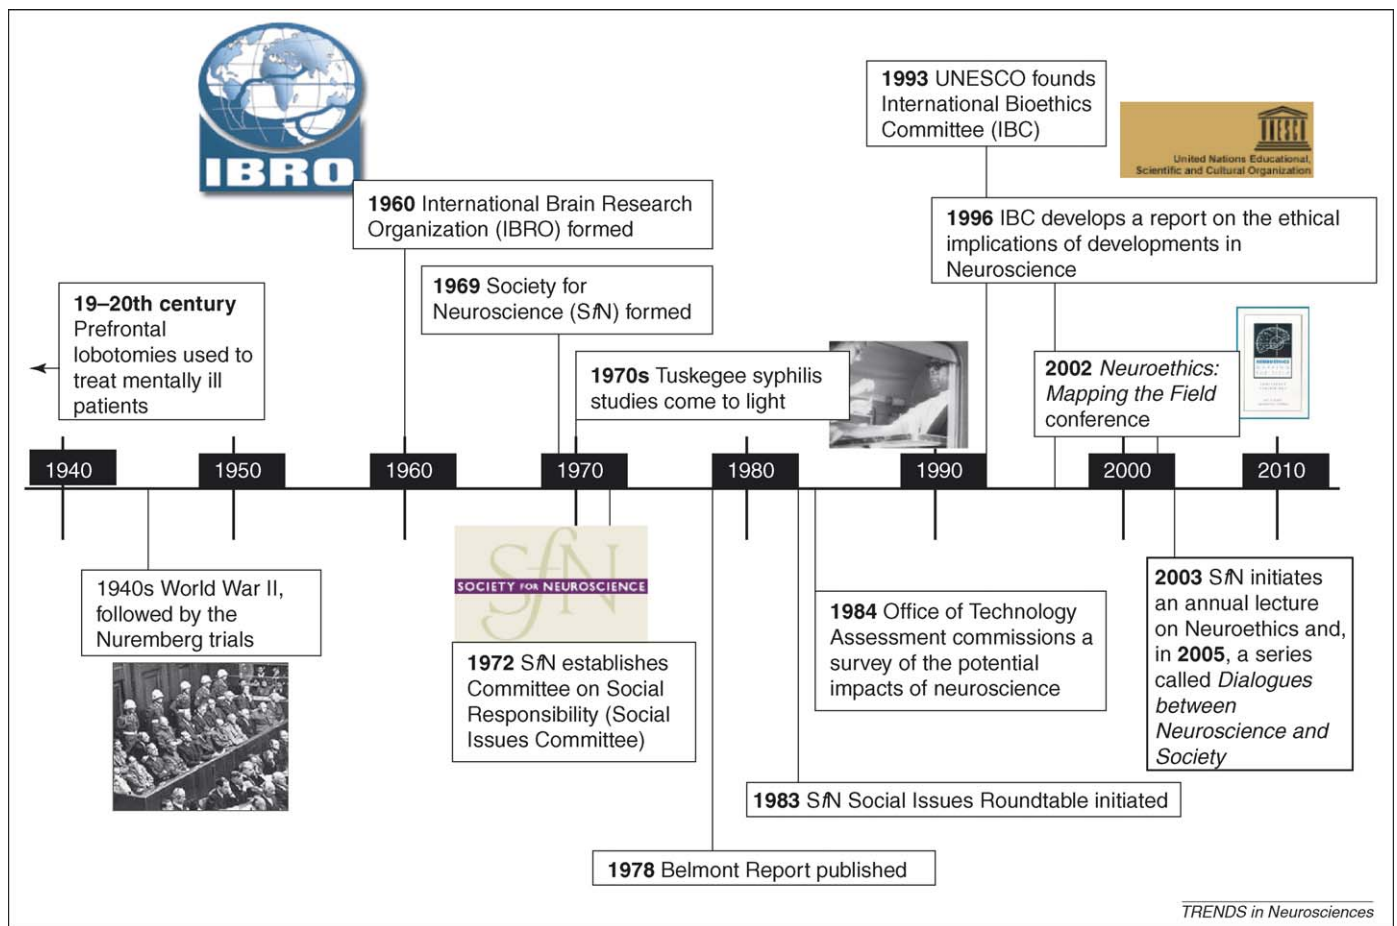 IBRO
1993 UNESCO founds
International Bioethics
Committee (IBC)
United Nations Educational,
Scientific and Cultural Organization
1960 International Brain Research
Organization (IBRO) formed
1996 IBC develops a report on the ethical
implications of developments in
Neuroscience
1969 Society for
Neuroscience (SfN) formed
19–20th century
Prefrontal
lobotomies used to
treat mentally ill
patients
1970s Tuskegee syphilis
studies come to light
2002 Neuroethics:
Mapping the Field
conference
1940
1950
1960
1970
1980
1990
2000
2010
1940s World War II,
followed by the
Nuremberg trials
SfN
SOCIETY FOR NEUROSCIENCE
1972 SfN establishes
Committee on Social
Responsibility (Social
Issues Committee)
1984 Office of Technology
Assessment commissions a
survey of the potential
impacts of neuroscience
2003 SfN initiates
an annual lecture
on Neuroethics and,
in 2005, a series
called Dialogues
between
Neuroscience and
Society
1983 SfN Social Issues Roundtable initiated
1978 Belmont Report published
TRENDS in Neurosciences